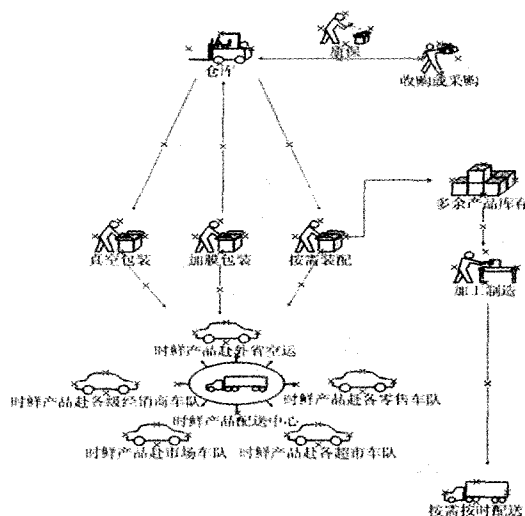 仓库
收购或采购
多余产品库存
真空包装
加膜包装
按需装配
加工制造
时鲜产品赴外省空运
时鲜产品赴各级经销商车队
时鲜产品赴各零售车队
时鲜产品配送中心
时鲜产品赴市场车队
时鲜产品赴各超市车队
按需按时配送